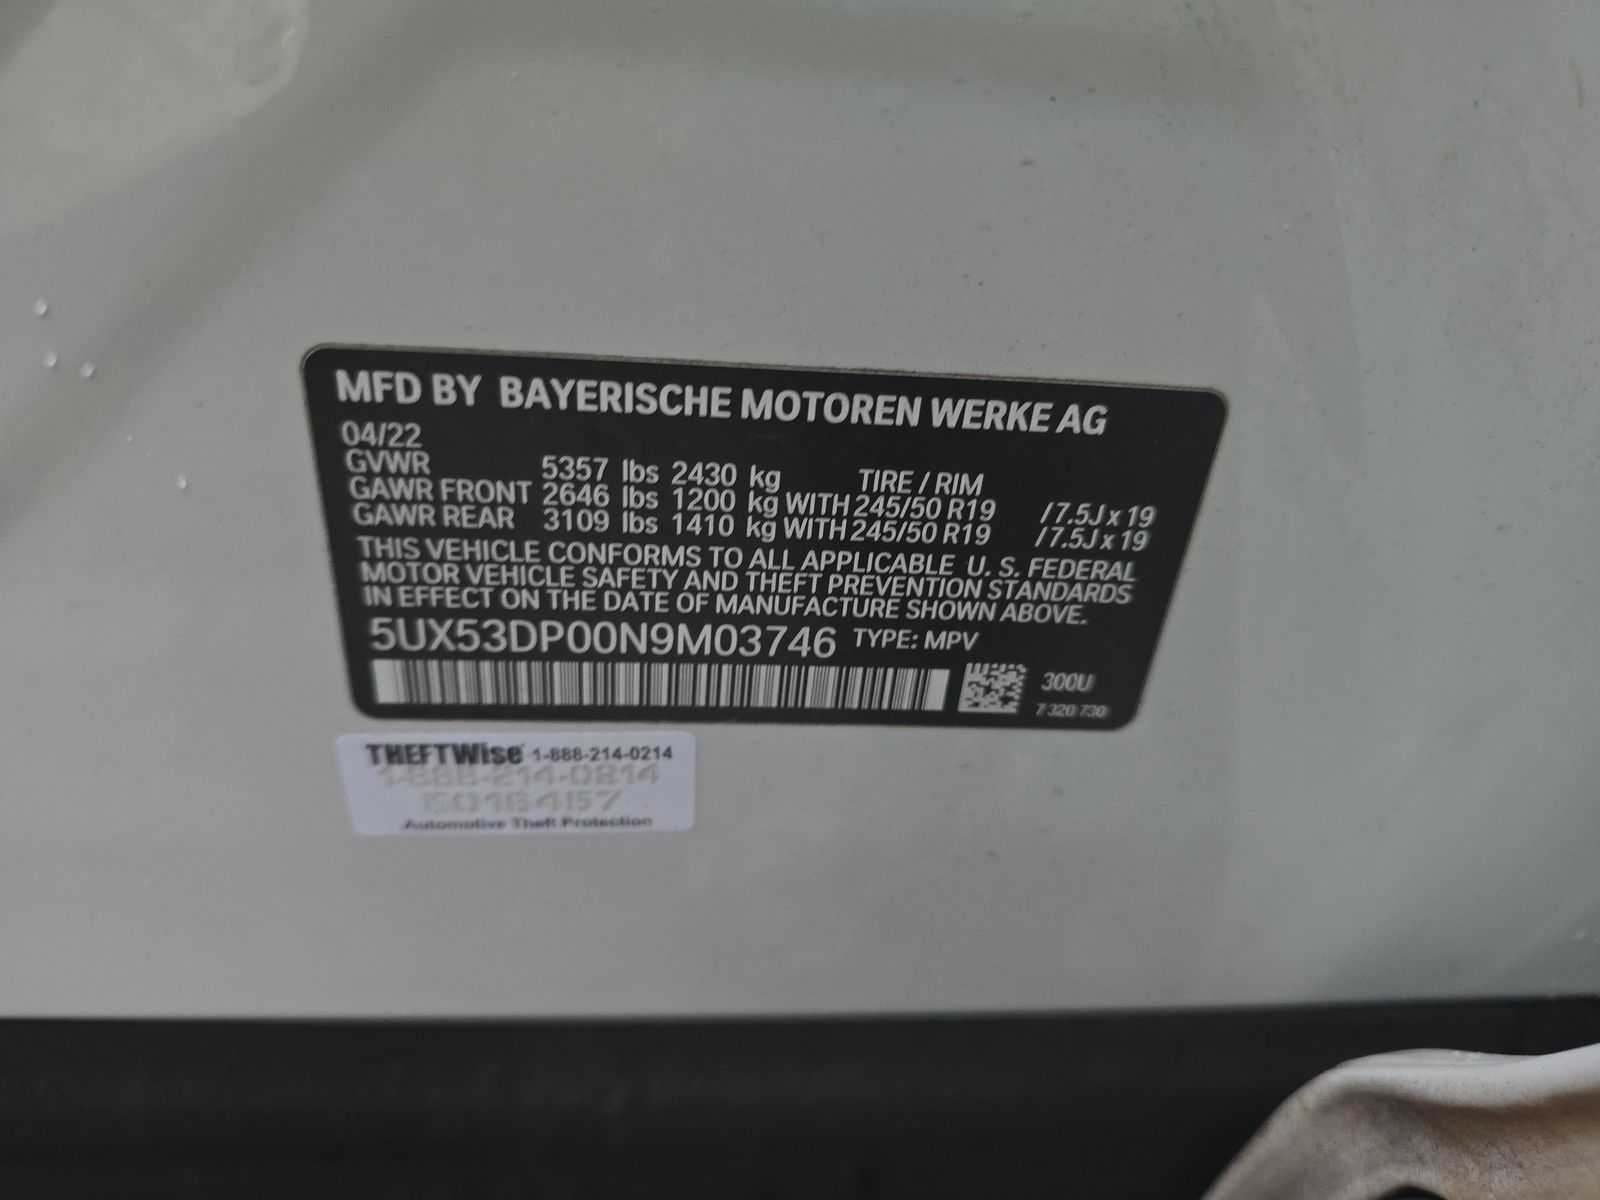 MFD BY BAYERISCHE MOTOREN WERKE AG
04/22
GVWR 5357 lbs 2430 kg TIRE / RIM
GAWR FRONT 2646 lbs 1200 kg WITH 245/50 R19 / 7.5J x 19
GAWR REAR 3109 lbs 1410 kg WITH 245/50 R19 / 7.5J x 19
THIS VEHICLE CONFORMS TO ALL APPLICABLE U. S. FEDERAL
MOTOR VEHICLE SAFETY AND THEFT PREVENTION STANDARDS
IN EFFECT ON THE DATE OF MANUFACTURE SHOWN ABOVE.
5UX53DP00N9M03746 TYPE: MPV
300U
7 320 730
THEFTWise 1-888-214-0214
1-888-214-0214
5016457
Automotive Theft Protection